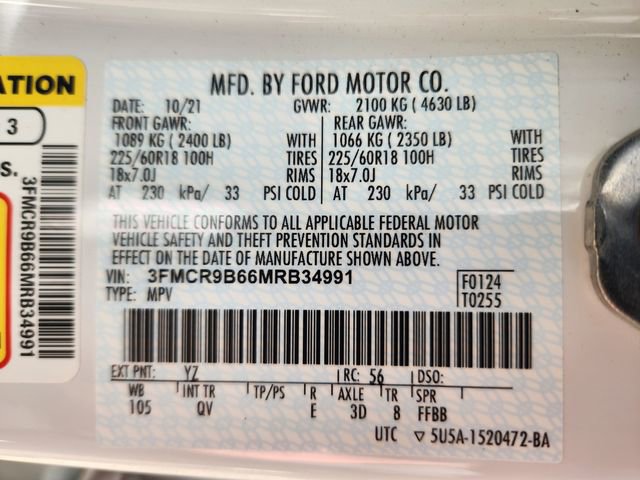 ATION
3
S.
3FMCR9B66MRB34991
MFD. BY FORD MOTOR CO.
DATE: 10/21 GVWR: 2100 KG ( 4630 LB)
FRONT GAWR: REAR GAWR:
1089 KG ( 2400 LB) WITH 1066 KG ( 2350 LB) WITH
225/60R18 100H TIRES 225/60R18 100H TIRES
18x7.0J RIMS 18x7.0J RIMS
AT 230 kPa/ 33 PSI COLD AT 230 kPa/ 33 PSI COLD
THIS VEHICLE CONFORMS TO ALL APPLICABLE FEDERAL MOTOR
VEHICLE SAFETY AND THEFT PREVENTION STANDARDS IN
EFFECT ON THE DATE OF MANUFACTURE SHOWN ABOVE.
VIN: 3FMCR9B66MRB34991 F0124
TYPE: MPV T0255
EXT PNT: YZ RC: 56 DSO:
WB INT TR TP/PS R AXLE TR SPR
105 QV E 3D 8 FFBB
UTC ▽5U5A-1520472-BA